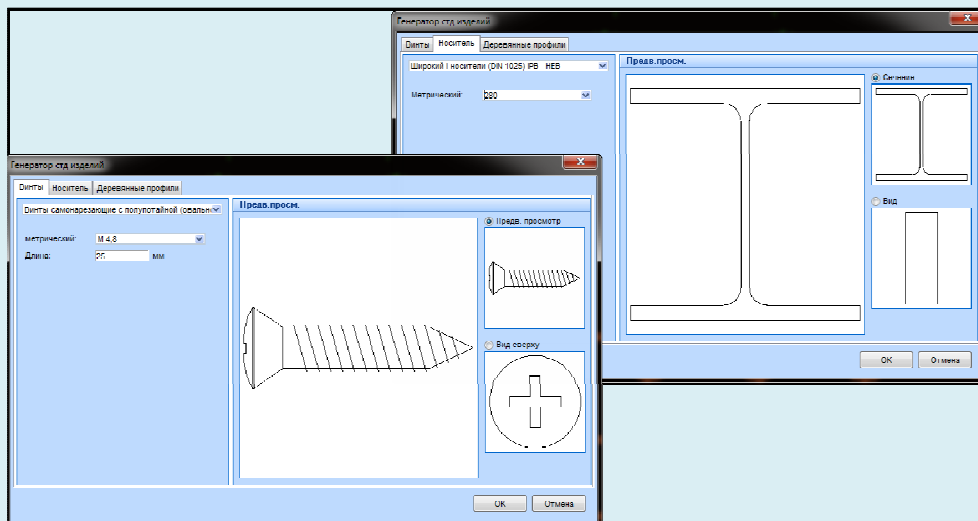 Генератор стд изделий
Винты Носитель Деревянные профили
Широкий I носители (DIN 1025) IPB HEB
Метрический: 280
Предв.просм.
Сечение
Вид
OK Отмена
Генератор стд изделий
Винты Носитель Деревянные профили
Винты самонарезающие с полупотайной (овальн
метрический: M 4,8
Длина: 25 мм
Предв.просм.
Предв. просмотр
Вид сверху
OK Отмена